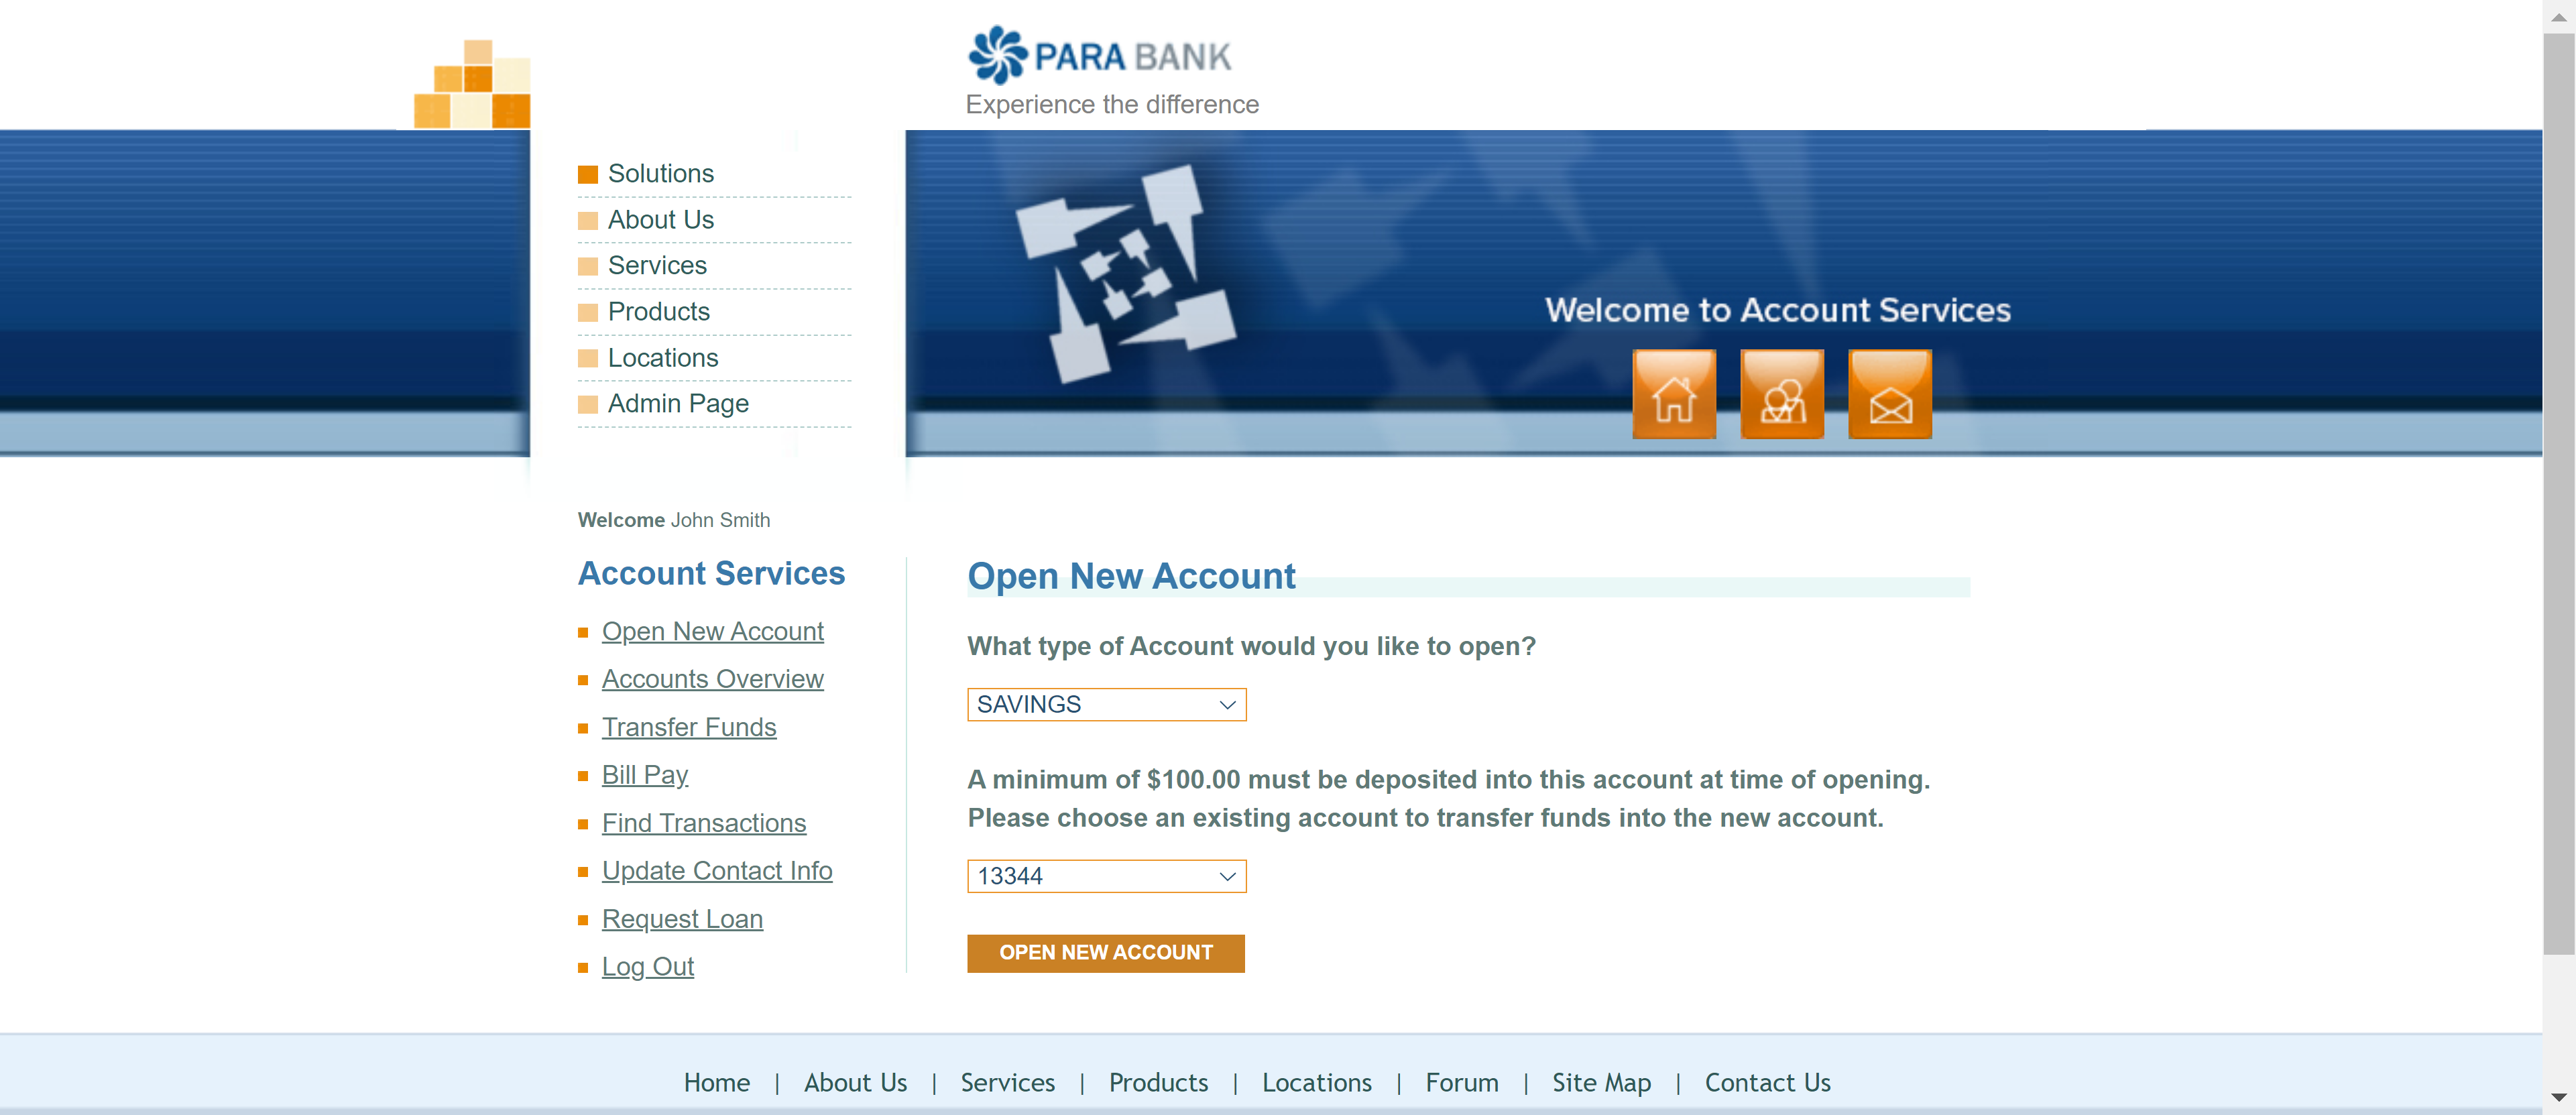 PARA BANK
Experience the difference
Solutions
About Us
Services
Products
Locations
Admin Page
Welcome to Account Services
Welcome John Smith
Account Services
Open New Account
Accounts Overview
Transfer Funds
Bill Pay
Find Transactions
Update Contact Info
Request Loan
Log Out
Open New Account
What type of Account would you like to open?
SAVINGS
A minimum of $100.00 must be deposited into this account at time of opening.
Please choose an existing account to transfer funds into the new account.
13344
OPEN NEW ACCOUNT
Home | About Us | Services | Products | Locations | Forum | Site Map | Contact Us